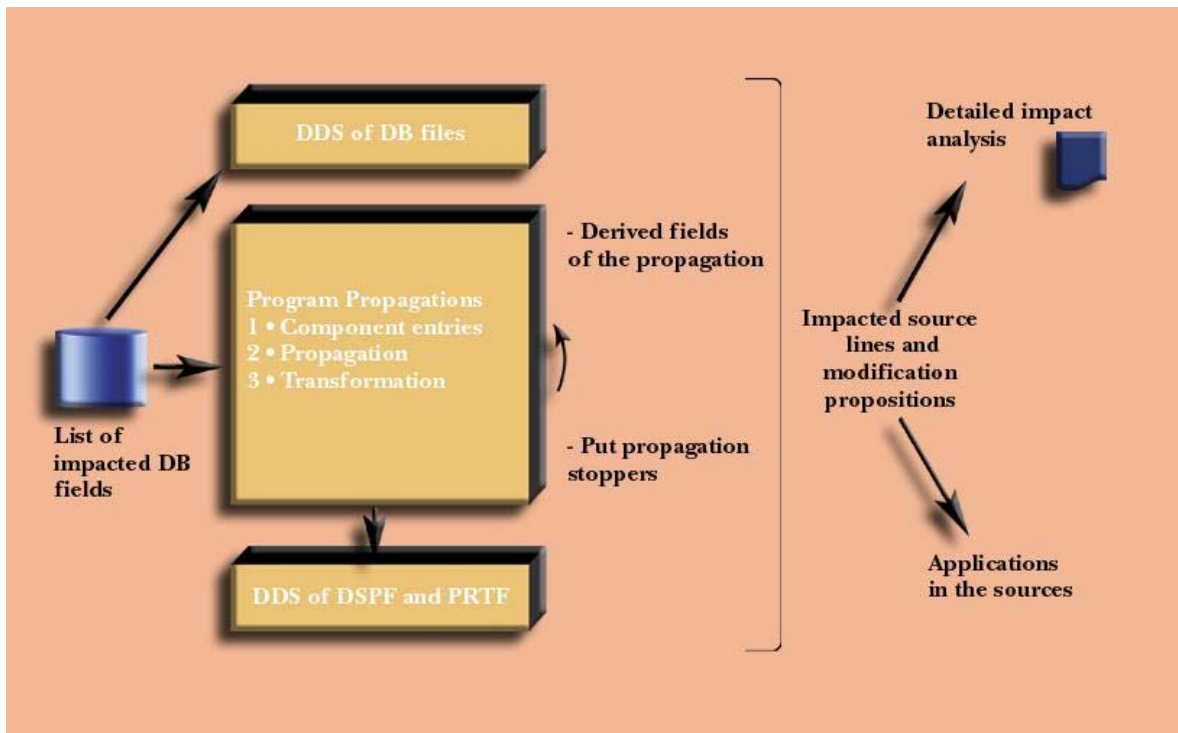 DDS of DB files
Program Propagations
1 • Component entries
2 • Propagation
3 • Transformation
List of
impacted DB
fields
- Derived fields
of the propagation
- Put propagation
stoppers
DDS of DSPF and PRTF
Detailed impact
analysis
Impacted source
lines and
modification
propositions
Applications
in the sources